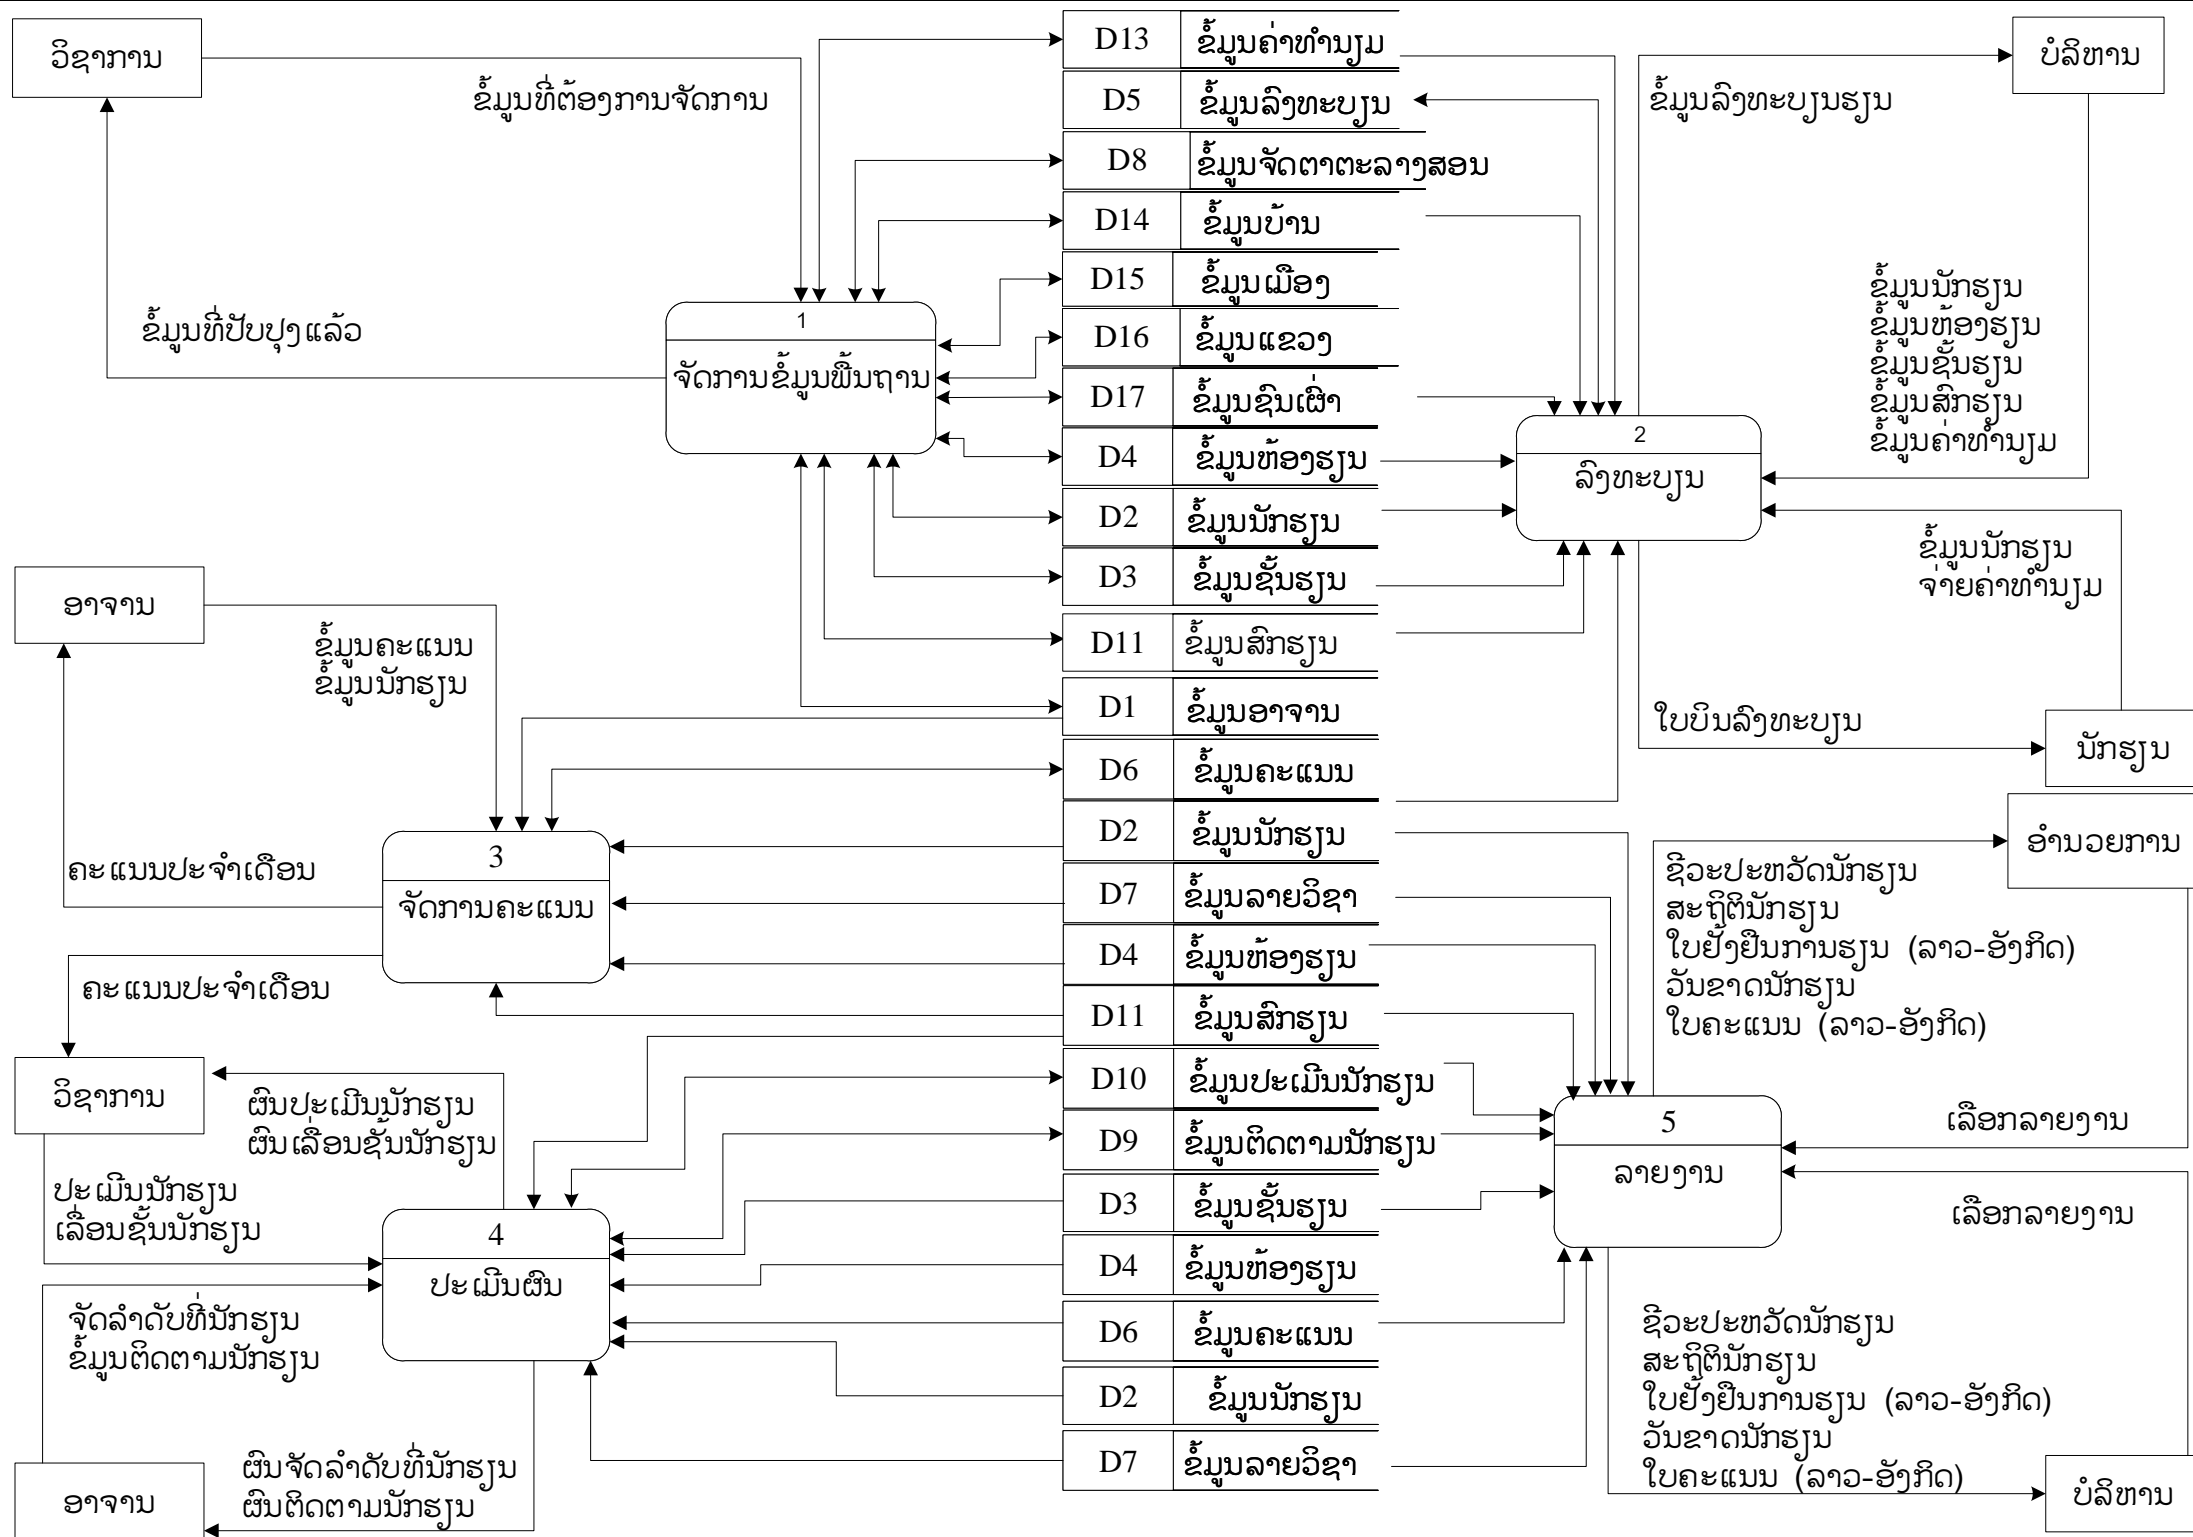 ວິຊາການ
ຂໍ້ມູນທີ່ຕ້ອງການຈັດການ
ຂໍ້ມູນທີ່ປັບປຸງແລ້ວ
1
ຈັດການຂໍ້ມູນພື້ນຖານ
D13 ຂໍ້ມູນຄ່າທຳນຽມ
D5 ຂໍ້ມູນລົງທະບຽນ
D8 ຂໍ້ມູນຈັດຕາຕະລາງສອນ
D14 ຂໍ້ມູນບ້ານ
D15 ຂໍ້ມູນເມືອງ
D16 ຂໍ້ມູນແຂວງ
D17 ຂໍ້ມູນຊົນເຜົ່າ
D4 ຂໍ້ມູນຫ້ອງຮຽນ
D2 ຂໍ້ມູນນັກຮຽນ
D3 ຂໍ້ມູນຊັ້ນຮຽນ
D11 ຂໍ້ມູນສົກຮຽນ
D1 ຂໍ້ມູນອາຈານ
D6 ຂໍ້ມູນຄະແນນ
D2 ຂໍ້ມູນນັກຮຽນ
D7 ຂໍ້ມູນລາຍວິຊາ
D4 ຂໍ້ມູນຫ້ອງຮຽນ
D11 ຂໍ້ມູນສົກຮຽນ
D10 ຂໍ້ມູນປະເມີນນັກຮຽນ
D9 ຂໍ້ມູນຕິດຕາມນັກຮຽນ
D3 ຂໍ້ມູນຊັ້ນຮຽນ
D4 ຂໍ້ມູນຫ້ອງຮຽນ
D6 ຂໍ້ມູນຄະແນນ
D2 ຂໍ້ມູນນັກຮຽນ
D7 ຂໍ້ມູນລາຍວິຊາ
ບໍລິຫານ
ຂໍ້ມູນລົງທະບຽນຮຽນ
ຂໍ້ມູນນັກຮຽນ
ຂໍ້ມູນຫ້ອງຮຽນ
ຂໍ້ມູນຊັ້ນຮຽນ
ຂໍ້ມູນສົກຮຽນ
ຂໍ້ມູນຄ່າທຳນຽມ
2
ລົງທະບຽນ
ຂໍ້ມູນນັກຮຽນ
ຈ່າຍຄ່າທຳນຽມ
ໃບບິນລົງທະບຽນ
ນັກຮຽນ
ອາຈານ
ຂໍ້ມູນຄະແນນ
ຂໍ້ມູນນັກຮຽນ
ຄະແນນປະຈຳເດືອນ
3
ຈັດການຄະແນນ
ຄະແນນປະຈຳເດືອນ
ວິຊາການ
ຜົນປະເມີນນັກຮຽນ
ຜົນເລື່ອນຊັ້ນນັກຮຽນ
ປະເມີນນັກຮຽນ
ເລື່ອນຊັ້ນນັກຮຽນ
4
ປະເມີນຜົນ
ຈັດລຳດັບທີ່ນັກຮຽນ
ຂໍ້ມູນຕິດຕາມນັກຮຽນ
ຜົນຈັດລຳດັບທີ່ນັກຮຽນ
ຜົນຕິດຕາມນັກຮຽນ
ອາຈານ
ອຳນວຍການ
ຊີວະປະຫວັດນັກຮຽນ
ສະຖິຕິນັກຮຽນ
ໃບຢັ້ງຢືນການຮຽນ (ລາວ-ອັງກິດ)
ວັນຂາດນັກຮຽນ
ໃບຄະແນນ (ລາວ-ອັງກິດ)
5
ລາຍງານ
ເລືອກລາຍງານ
ເລືອກລາຍງານ
ຊີວະປະຫວັດນັກຮຽນ
ສະຖິຕິນັກຮຽນ
ໃບຢັ້ງຢືນການຮຽນ (ລາວ-ອັງກິດ)
ວັນຂາດນັກຮຽນ
ໃບຄະແນນ (ລາວ-ອັງກິດ)
ບໍລິຫານ